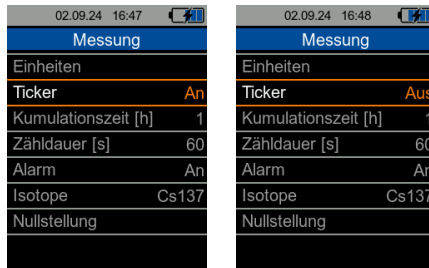 02.09.24 16:47
Messung
Einheiten
Ticker An
Kumulationszeit [h] 1
Zähldauer [s] 60
Alarm An
Isotope Cs137
Nullstellung
02.09.24 16:48
Messung
Einheiten
Ticker Aus
Kumulationszeit [h] 1
Zähldauer [s] 60
Alarm An
Isotope Cs137
Nullstellung